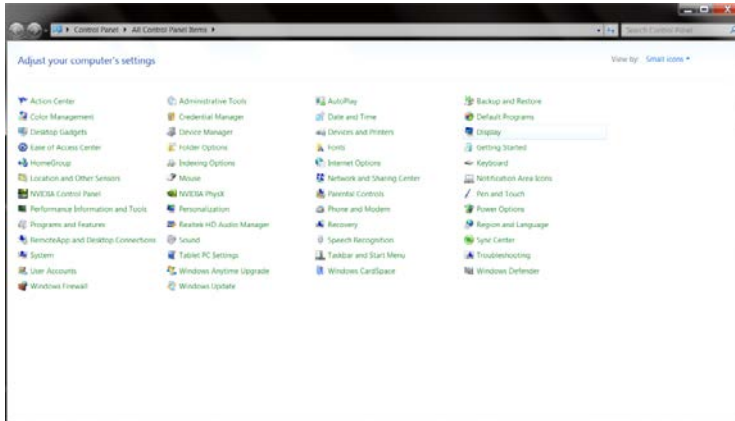 Control Panel ▸ All Control Panel Items ▸
Search Control Panel
Adjust your computer's settings
View by: Small icons
Action Center
Administrative Tools
AutoPlay
Backup and Restore
Color Management
Credential Manager
Date and Time
Default Programs
Desktop Gadgets
Device Manager
Devices and Printers
Display
Ease of Access Center
Folder Options
Fonts
Getting Started
HomeGroup
Indexing Options
Internet Options
Keyboard
Location and Other Sensors
Mouse
Network and Sharing Center
Notification Area Icons
NVIDIA Control Panel
NVIDIA PhysX
Parental Controls
Pen and Touch
Performance Information and Tools
Personalization
Phone and Modem
Power Options
Programs and Features
Realtek HD Audio Manager
Recovery
Region and Language
RemoteApp and Desktop Connections
Sound
Speech Recognition
Sync Center
System
Tablet PC Settings
Taskbar and Start Menu
Troubleshooting
User Accounts
Windows Anytime Upgrade
Windows CardSpace
Windows Defender
Windows Firewall
Windows Update